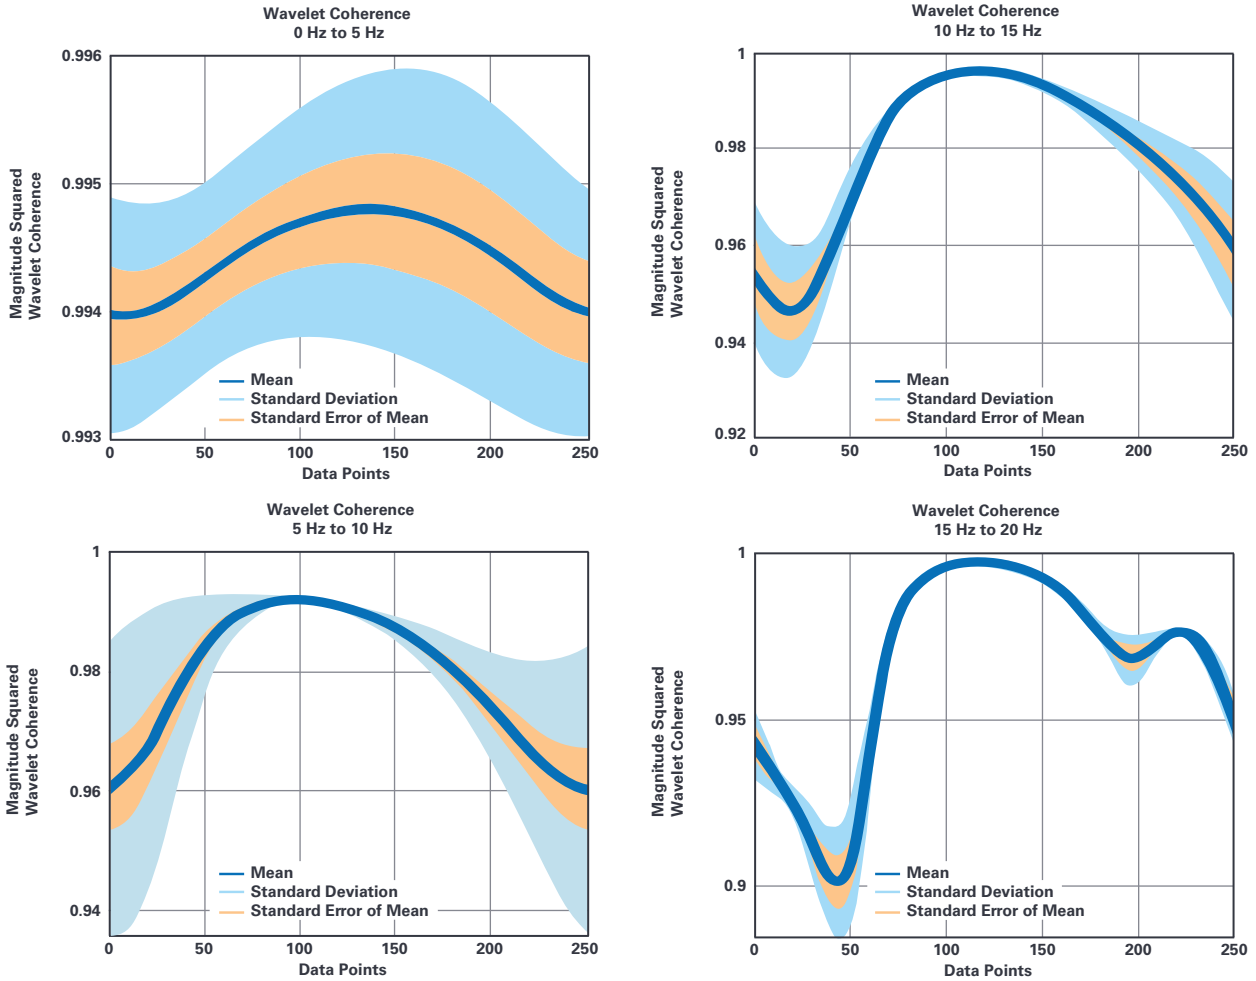 Wavelet Coherence
0 Hz to 5 Hz
0.996
0.995
0.994
0.993
Magnitude Squared
Wavelet Coherence
Mean
Standard Deviation
Standard Error of Mean
0 50 100 150 200 250
Data Points
Wavelet Coherence
10 Hz to 15 Hz
1
0.98
0.96
0.94
0.92
Magnitude Squared
Wavelet Coherence
Mean
Standard Deviation
Standard Error of Mean
0 50 100 150 200 250
Data Points
Wavelet Coherence
5 Hz to 10 Hz
1
0.98
0.96
0.94
Magnitude Squared
Wavelet Coherence
Mean
Standard Deviation
Standard Error of Mean
0 50 100 150 200 250
Data Points
Wavelet Coherence
15 Hz to 20 Hz
1
0.95
0.9
Magnitude Squared
Wavelet Coherence
Mean
Standard Deviation
Standard Error of Mean
0 50 100 150 200 250
Data Points